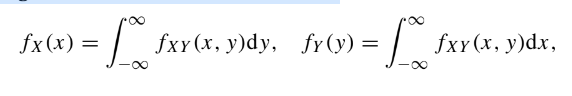 f_X(x) = ∫_{−∞}^{∞} f_{XY}(x, y)dy, f_Y(y) = ∫_{−∞}^{∞} f_{XY}(x, y)dx,